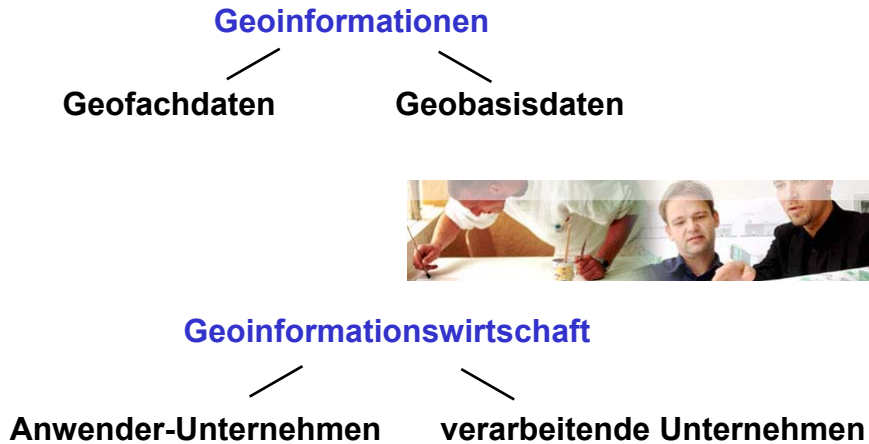 Geoinformationen
Geofachdaten Geobasisdaten
Geoinformationswirtschaft
Anwender-Unternehmen verarbeitende Unternehmen